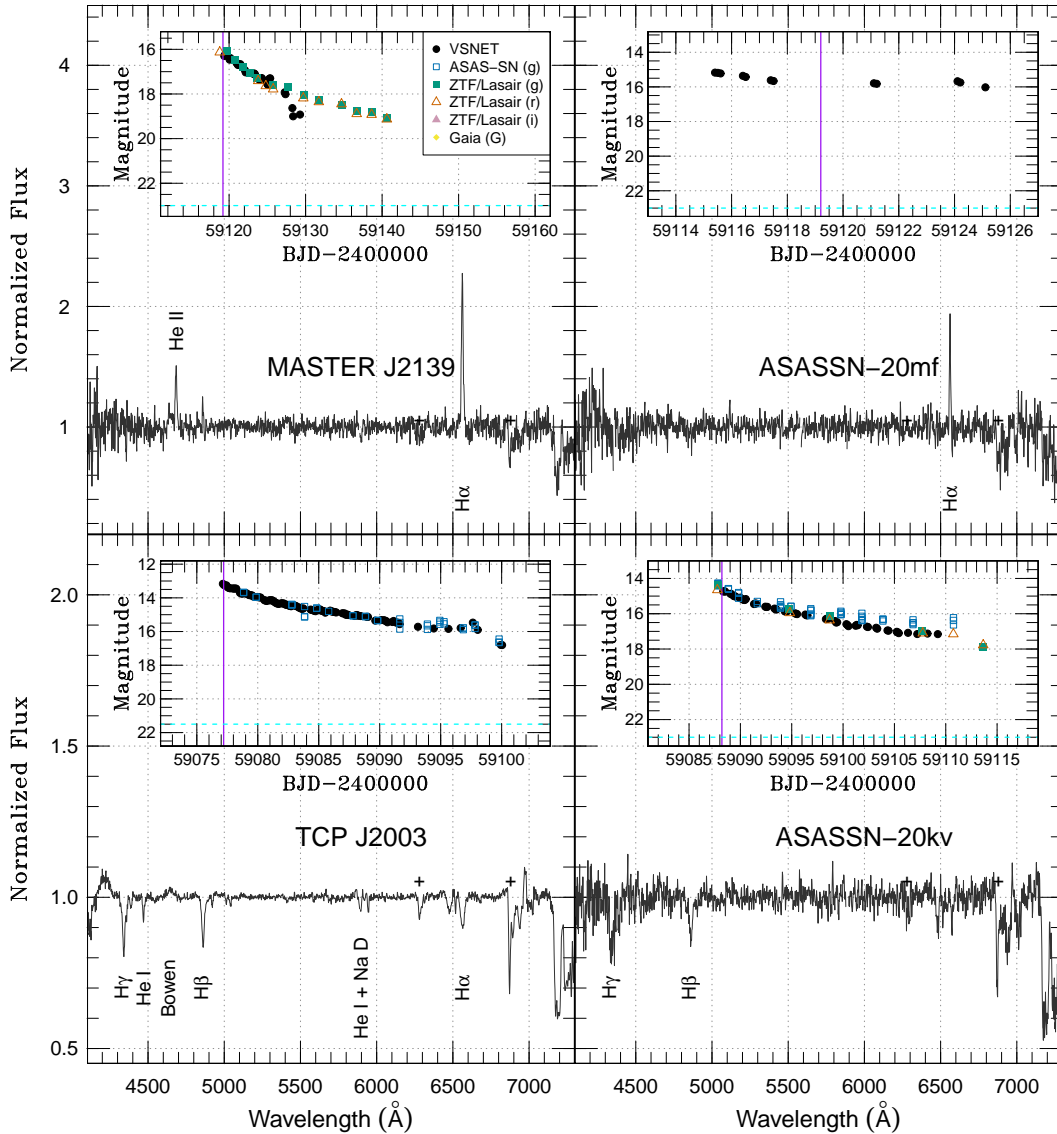 Normalized Flux
4
3
2
1
Magnitude
16
18
20
22
59120
59130
59140
59150
59160
BJD−2400000
VSNET
ASAS−SN (g)
ZTF/Lasair (g)
ZTF/Lasair (r)
ZTF/Lasair (i)
Gaia (G)
He II
MASTER J2139
Hα
Magnitude
14
16
18
20
22
59114
59116
59118
59120
59122
59124
59126
BJD−2400000
ASASSN−20mf
Hα
Normalized Flux
2.0
1.5
1.0
0.5
Magnitude
12
14
16
18
20
22
59075
59080
59085
59090
59095
59100
BJD−2400000
TCP J2003
Hγ
He I
Bowen
Hβ
He I + Na D
Hα
4500
5000
5500
6000
6500
7000
Wavelength (Å)
Magnitude
14
16
18
20
22
59085
59090
59095
59100
59105
59110
59115
BJD−2400000
ASASSN−20kv
Hγ
Hβ
4500
5000
5500
6000
6500
7000
Wavelength (Å)